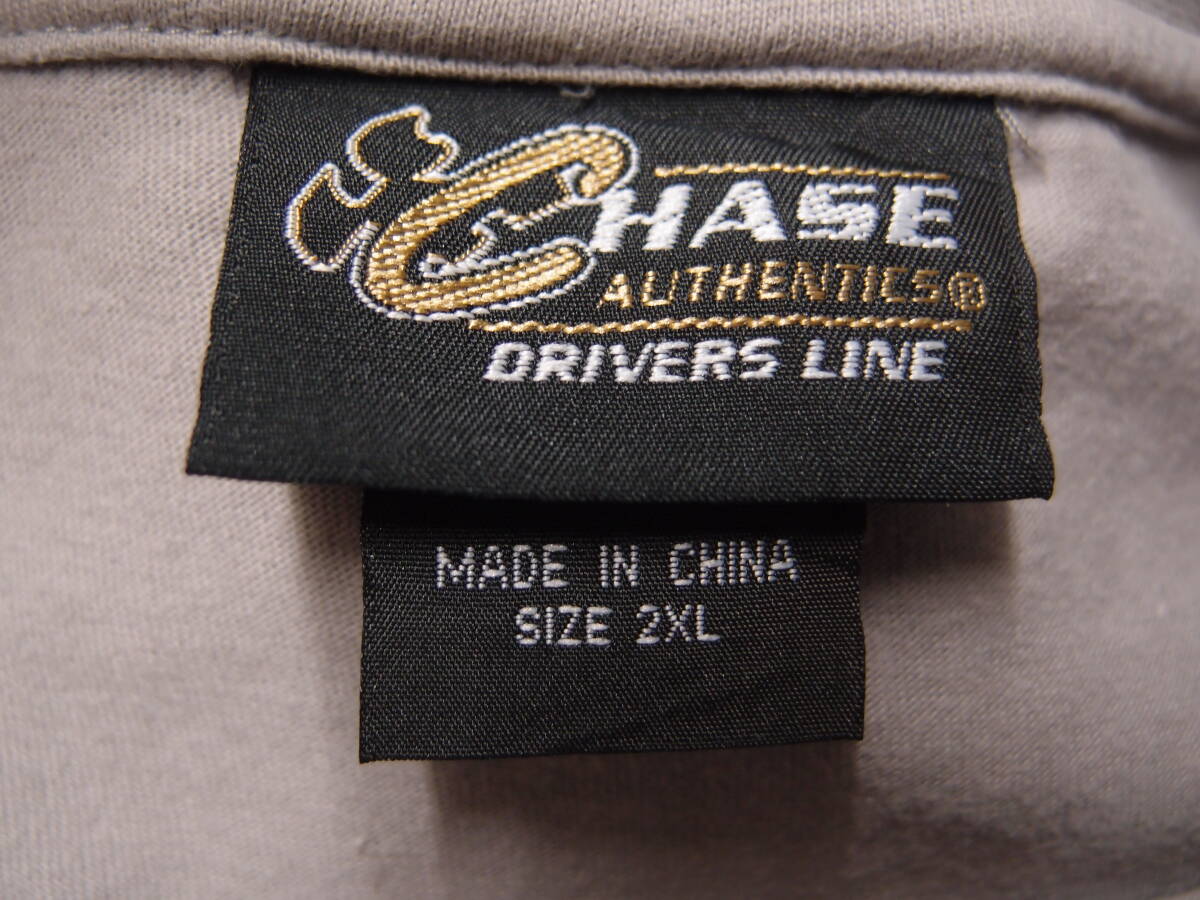 CHASE
AUTHENTICS®
DRIVERS LINE
MADE IN CHINA
SIZE 2XL